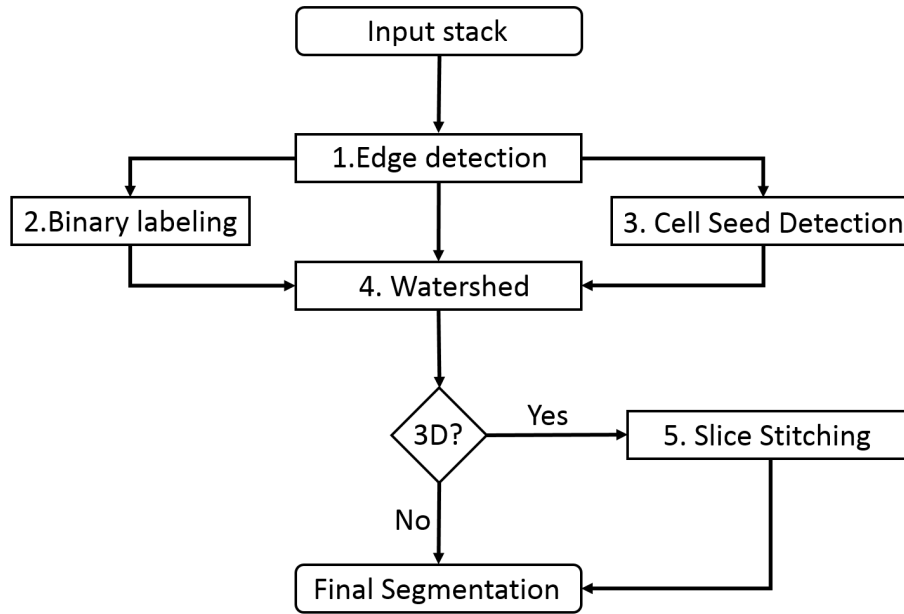 Input stack
1.Edge detection
2.Binary labeling
3. Cell Seed Detection
4. Watershed
3D?
Yes
5. Slice Stitching
No
Final Segmentation